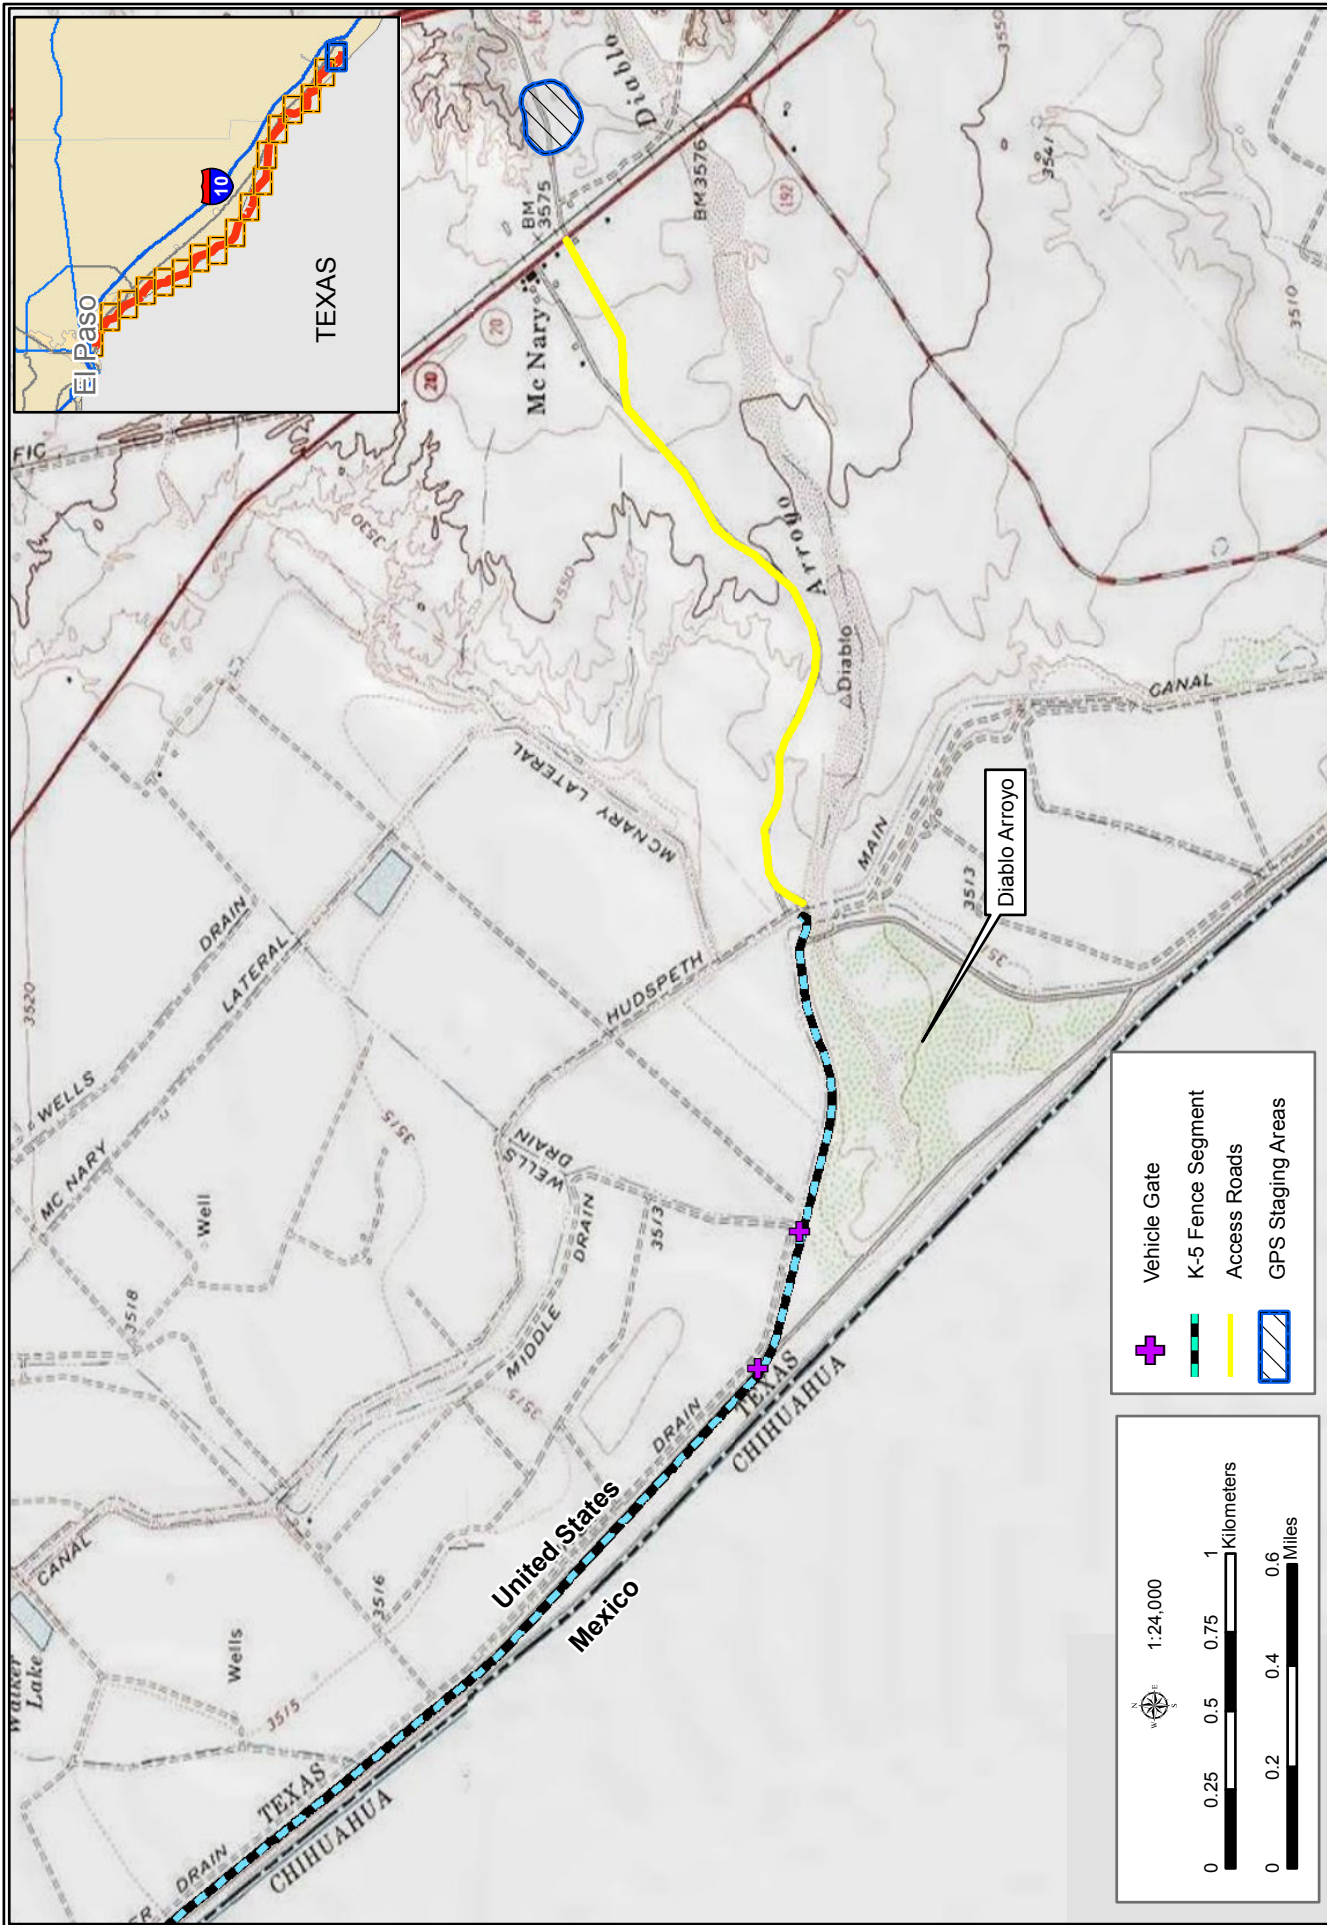 El Paso
10
TEXAS
FIC
20
20
Mc Nary
BM
3575
Diablo
BM 3576
192
3550
3541
3510
3530
3550
Arroyo
Diablo
CANAL
MAIN
3513
Diablo Arroyo
MCNARY LATERAL
HUDSPETH
DRAIN
LATERAL
3520
WELLS
MC NARY
3515
WELLS
DRAIN
Well
3518
DRAIN
MIDDLE
3513
3515
DRAIN
TEXAS
CHIHUAHUA
United States
Mexico
CANAL
3516
Walker
Lake
Wells
3515
TEXAS
CHIHUAHUA
DRAIN
Vehicle Gate
K-5 Fence Segment
Access Roads
GPS Staging Areas
N
W
E
S
1:24,000
0 0.25 0.5 0.75 1
Kilometers
0 0.2 0.4 0.6
Miles